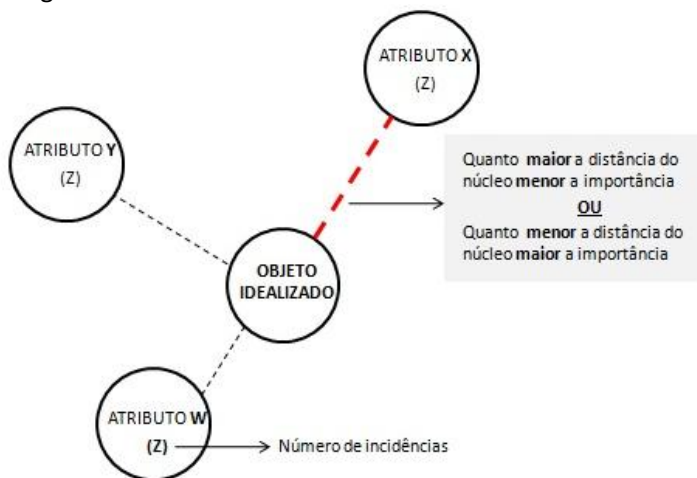 ATRIBUTO X
(Z)
ATRIBUTO Y
(Z)
Quanto maior a distância do
núcleo menor a importância
OU
Quanto menor a distância do
núcleo maior a importância
OBJETO
IDEALIZADO
ATRIBUTO W
(Z)
Número de incidências